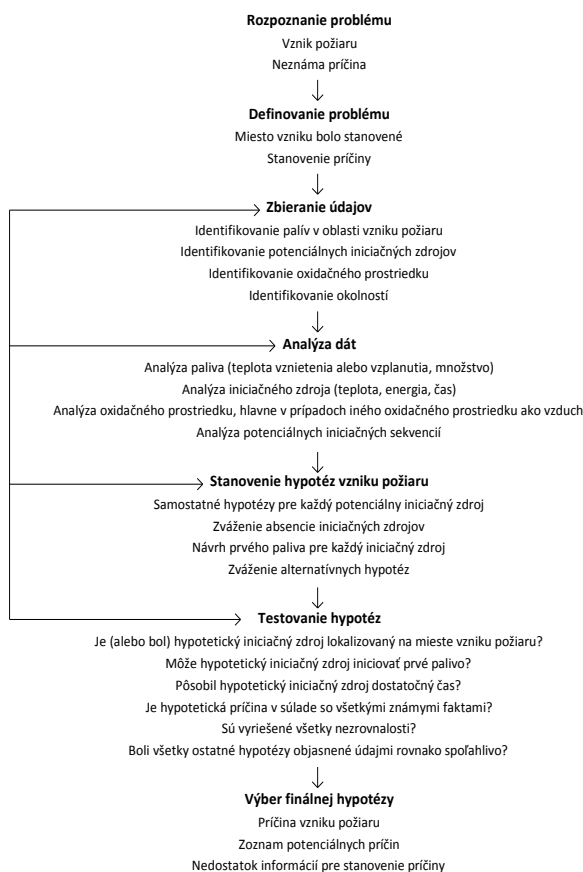 Rozpoznanie problému
Vznik požiaru
Neznáma príčina
Definovanie problému
Miesto vzniku bolo stanovené
Stanovenie príčiny
Zbieranie údajov
Identifikovanie palív v oblasti vzniku požiaru
Identifikovanie potenciálnych iniciačných zdrojov
Identifikovanie oxidačného prostriedku
Identifikovanie okolností
Analýza dát
Analýza paliva (teplota vznietenia alebo vzplanutia, množstvo)
Analýza iniciačného zdroja (teplota, energia, čas)
Analýza oxidačného prostriedku, hlavne v prípadoch iného oxidačného prostriedku ako vzduch
Analýza potenciálnych iniciačných sekvencií
Stanovenie hypotéz vzniku požiaru
Samostatné hypotézy pre každý potenciálny iniciačný zdroj
Zváženie absencie iniciačných zdrojov
Návrh prvého paliva pre každý iniciačný zdroj
Zváženie alternatívnych hypotéz
Testovanie hypotéz
Je (alebo bol) hypotetický iniciačný zdroj lokalizovaný na mieste vzniku požiaru?
Môže hypotetický iniciačný zdroj iniciovať prvé palivo?
Pôsobil hypotetický iniciačný zdroj dostatočný čas?
Je hypotetická príčina v súlade so všetkými známymi faktami?
Sú vyriešené všetky nezrovnalosti?
Boli všetky ostatné hypotézy objasnené údajmi rovnako spoľahlivo?
Výber finálnej hypotézy
Príčina vzniku požiaru
Zoznam potenciálnych príčin
Nedostatok informácií pre stanovenie príčiny